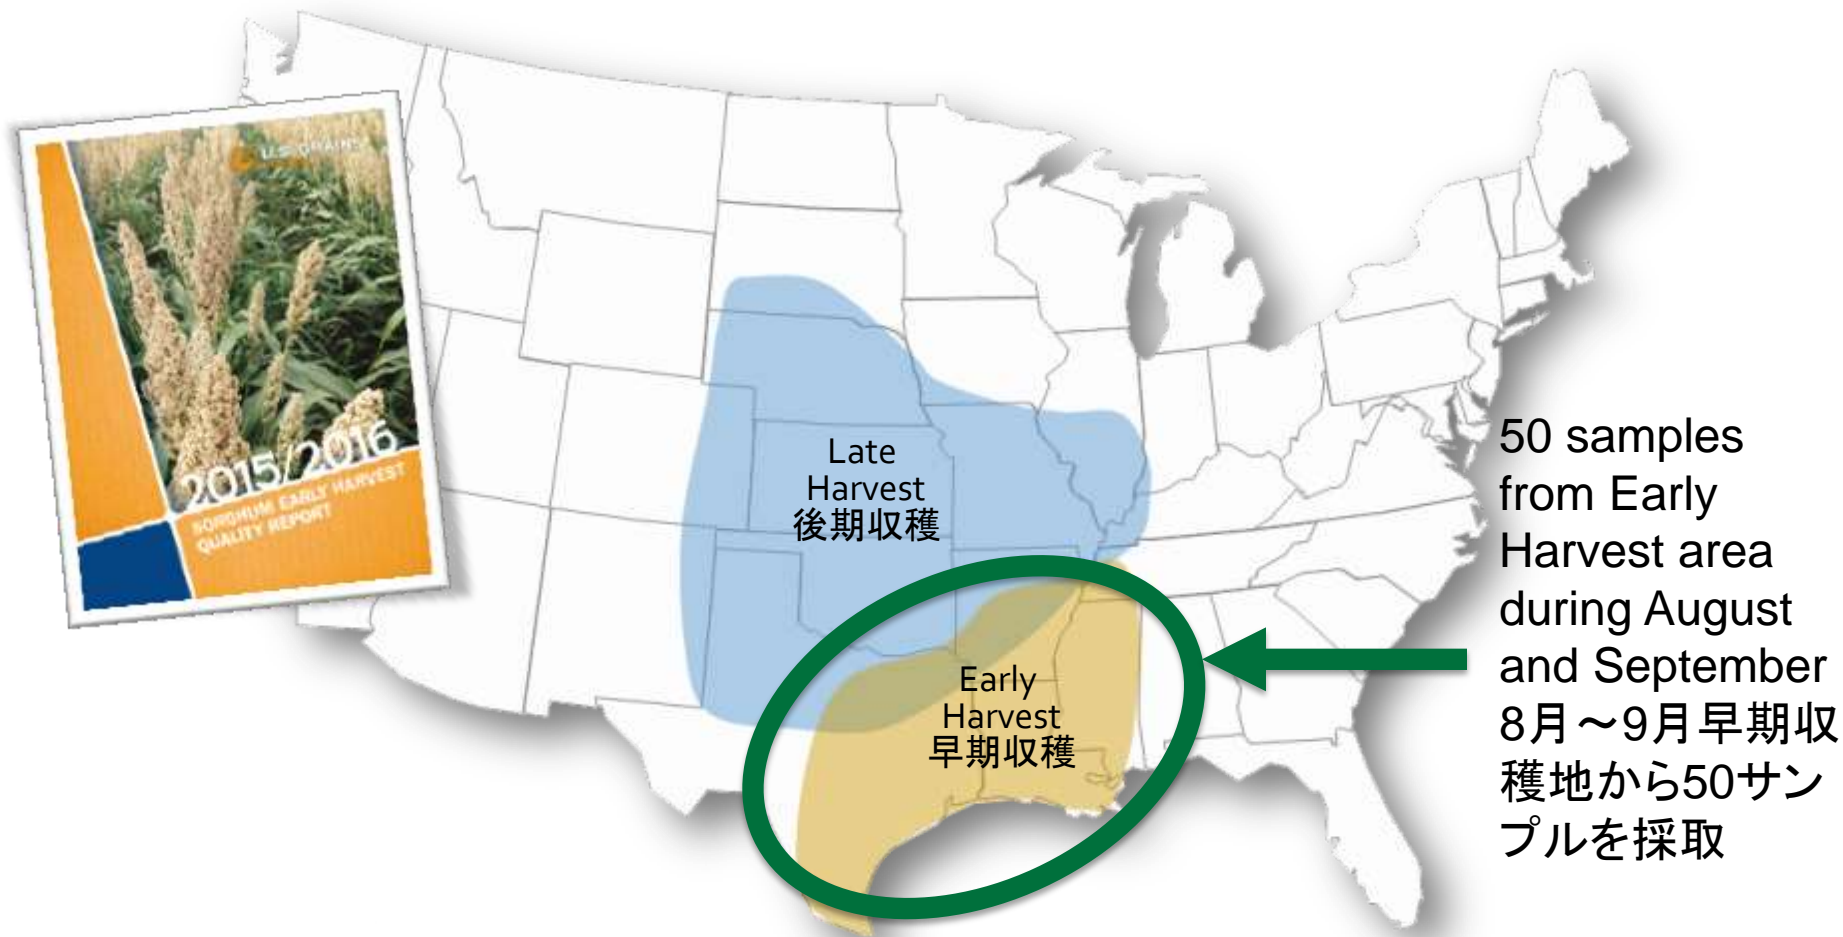 U.S. GRAINS
2015/2016
SORGHUM EARLY HARVEST
QUALITY REPORT
Late
Harvest
後期収穫
Early
Harvest
早期収穫
50 samples
from Early
Harvest area
during August
and September
8月～9月早期収
穫地から50サン
プルを採取